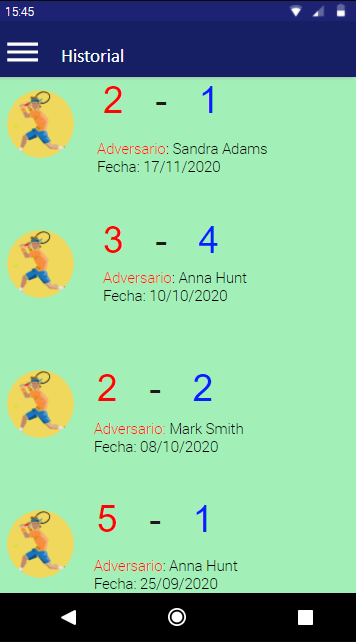 15:45
Historial
2 - 1
Adversario: Sandra Adams
Fecha: 17/11/2020
3 - 4
Adversario: Anna Hunt
Fecha: 10/10/2020
2 - 2
Adversario: Mark Smith
Fecha: 08/10/2020
5 - 1
Adversario: Anna Hunt
Fecha: 25/09/2020